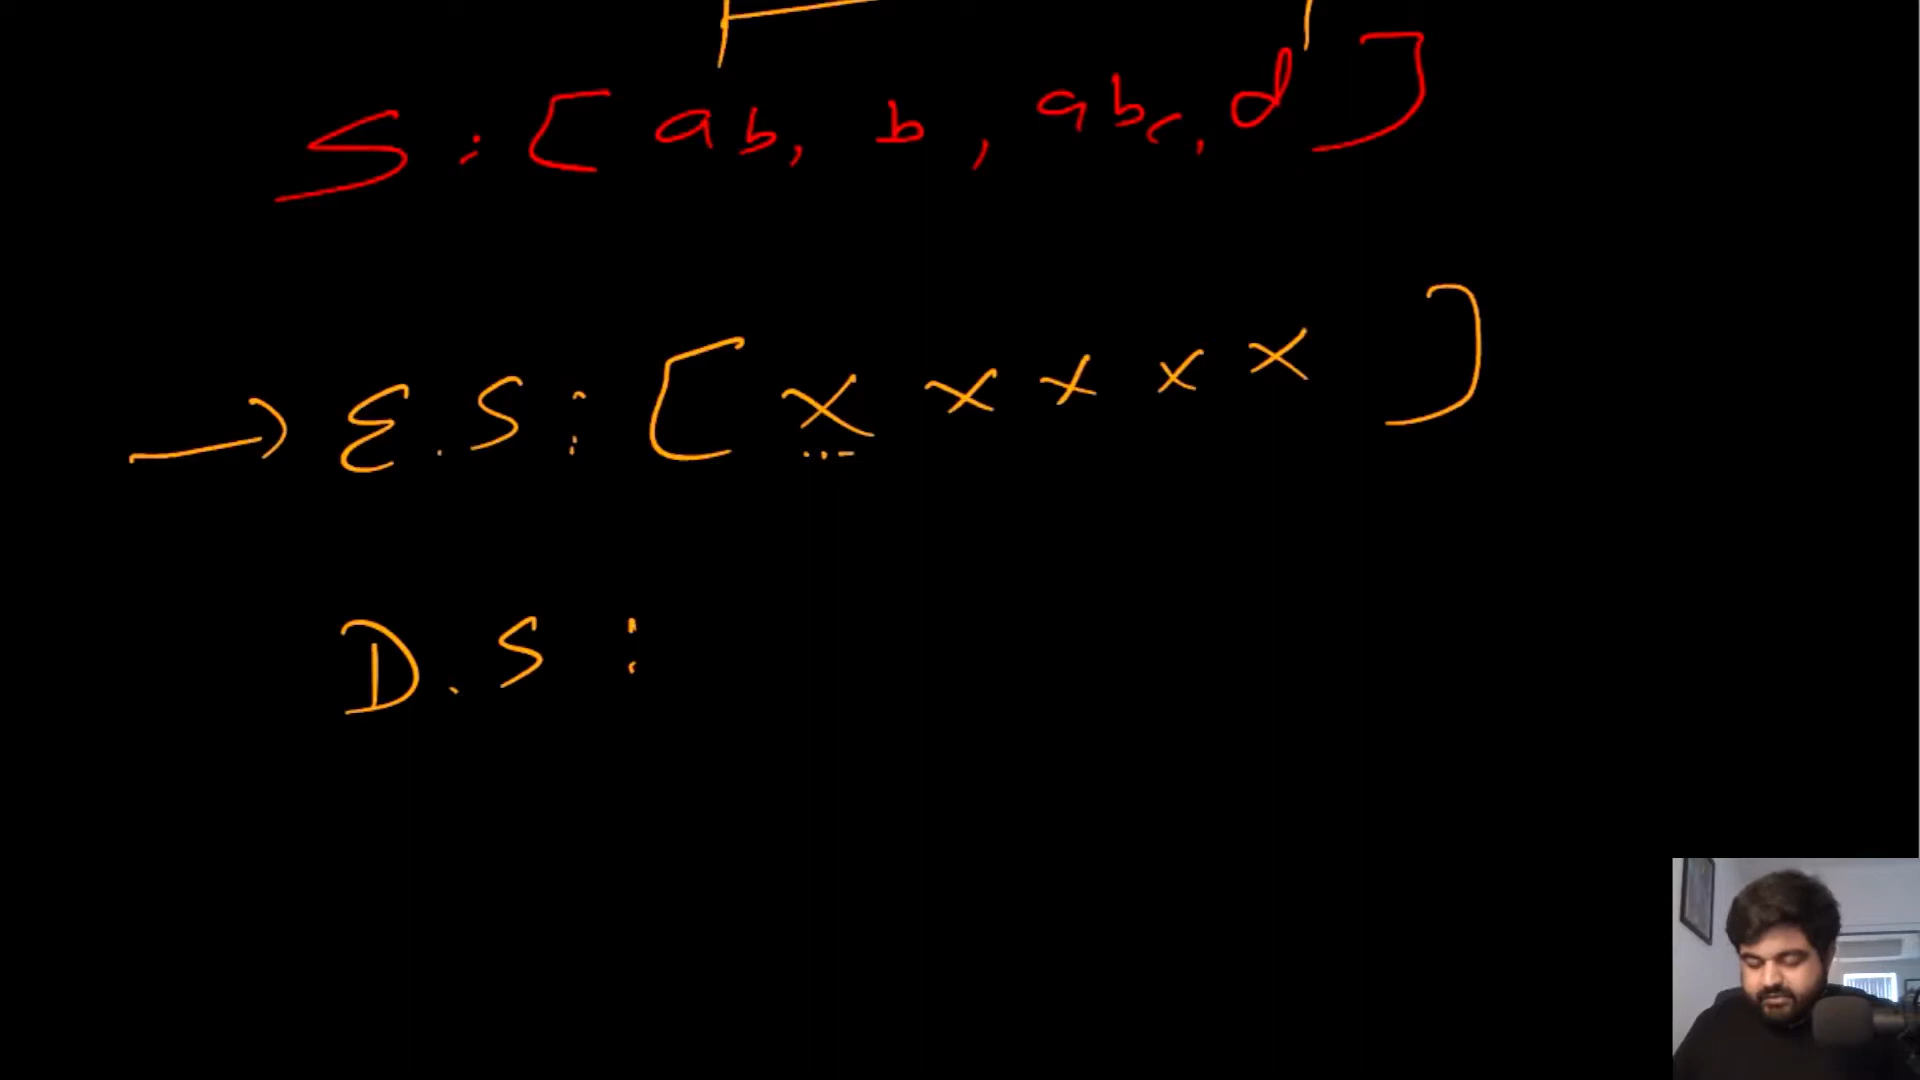 S : [ ab, b, abc, d ]
→ E.S : [ x x x x x ]
D.S :